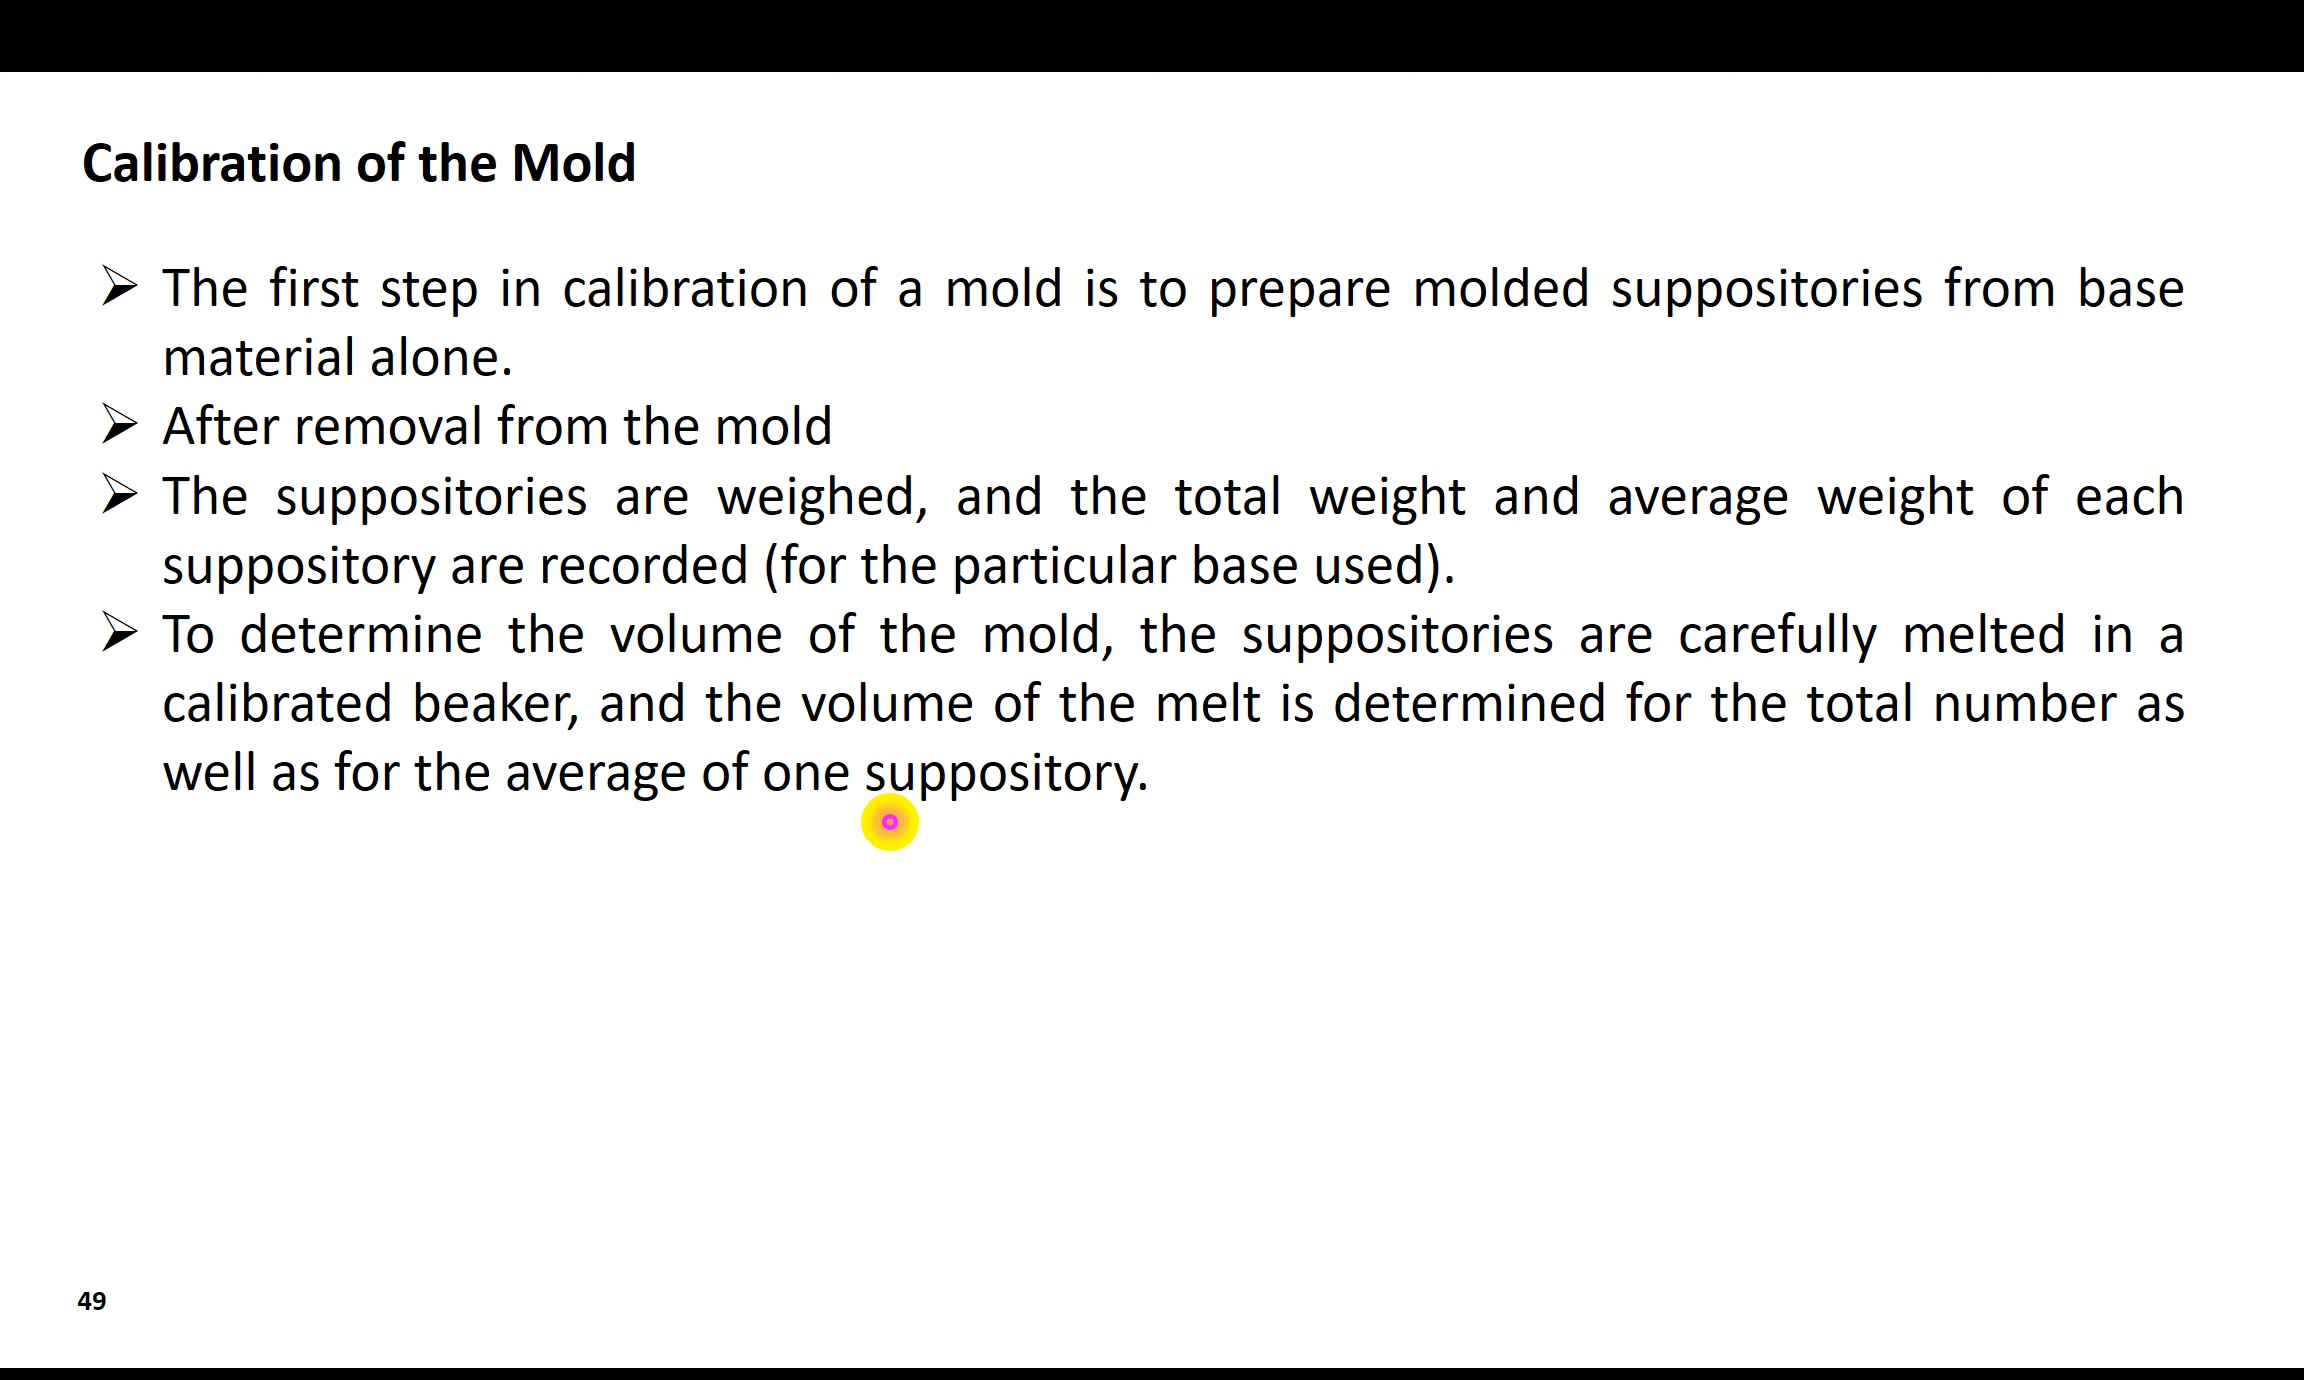 Calibration of the Mold
➢ The first step in calibration of a mold is to prepare molded suppositories from base
material alone.
➢ After removal from the mold
➢ The suppositories are weighed, and the total weight and average weight of each
suppository are recorded (for the particular base used).
➢ To determine the volume of the mold, the suppositories are carefully melted in a
calibrated beaker, and the volume of the melt is determined for the total number as
well as for the average of one suppository.
49